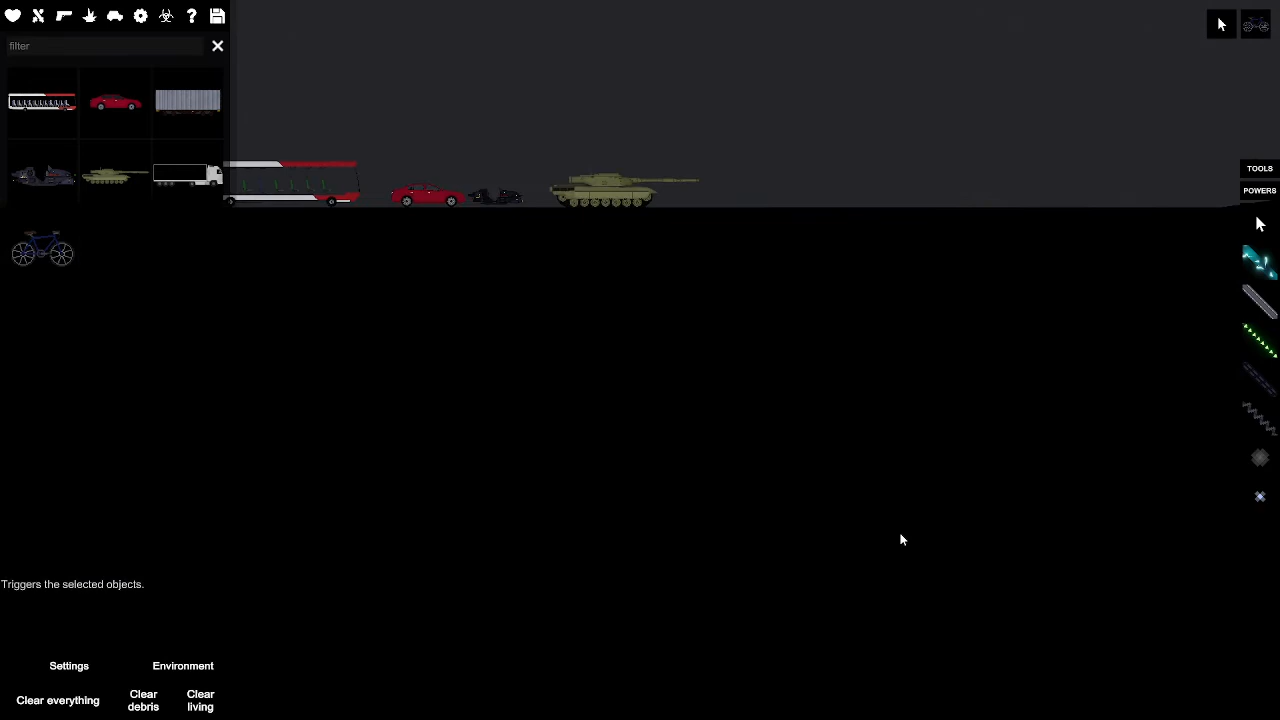 filter
TOOLS
POWERS
Triggers the selected objects.
Settings
Environment
Clear everything
Clear
debris
Clear
living